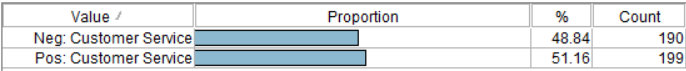 Value Proportion % Count
Neg: Customer Service 48.84 190
Pos: Customer Service 51.16 199